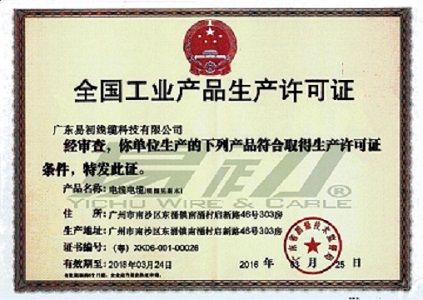 全国工业产品生产许可证
广东易初线缆科技有限公司
经审查，你单位生产的下列产品符合取得生产许可证
条件，特发此证。
产品名称：电线电缆
易初
YICHU WIRE & CABLE
住 所：广州市南沙区东涌镇南涌村启新路46号303房
生产地址：广州市南沙区东涌镇南涌村启新路46号303房
证书编号：（粤）XK06-001-00026
有效期至：2018年03月24日
2016年03月25日